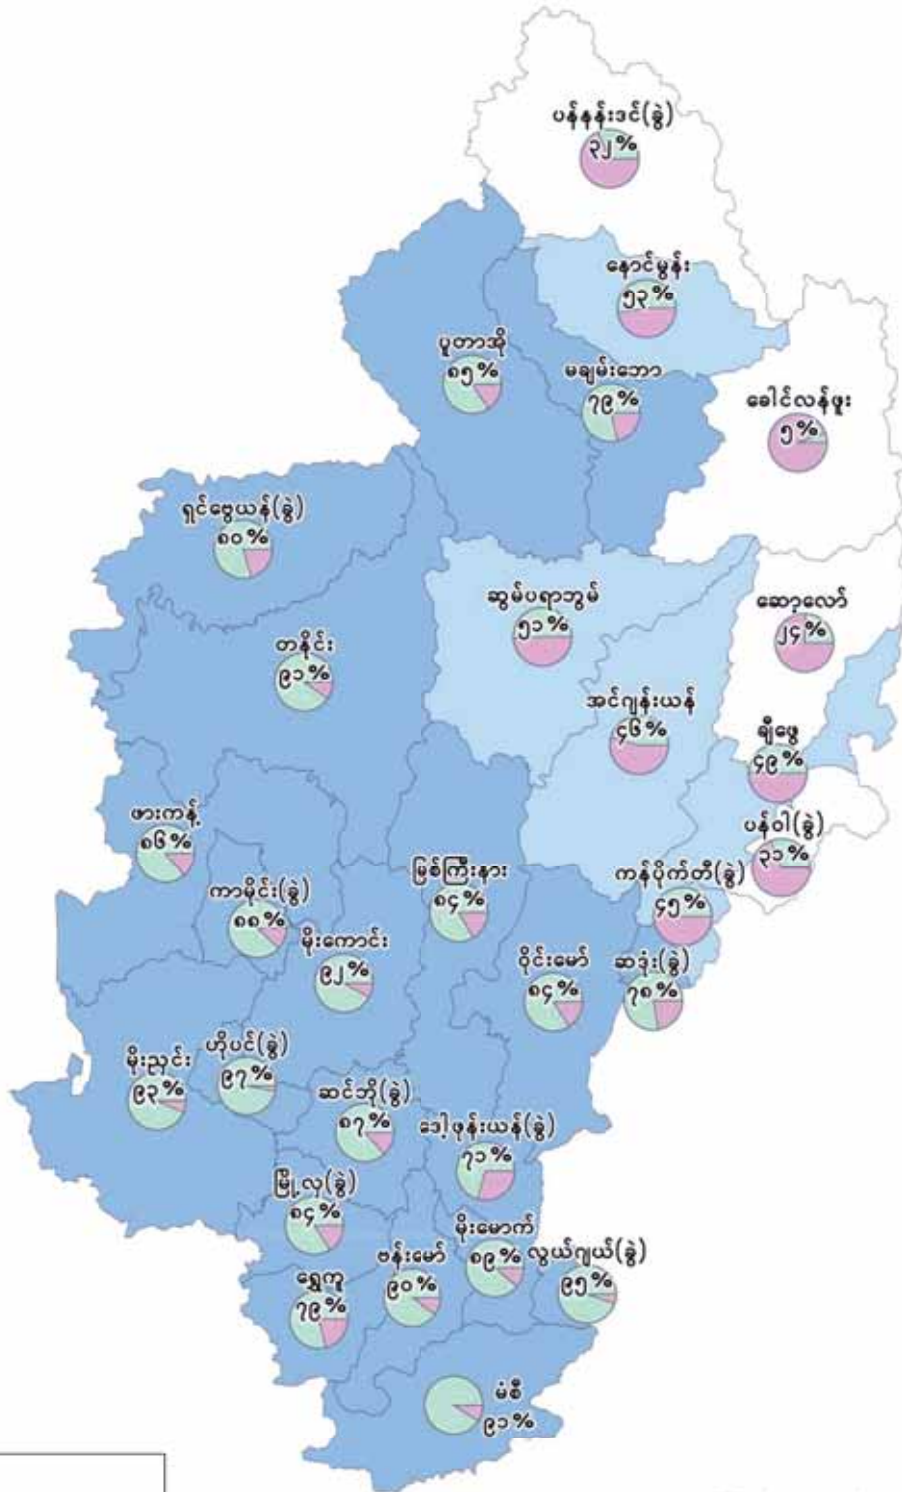 ပန်နန်းဒင်(ခွဲ)
၃၂%
နောင်မွန်း
၅၃%
ပူတာအို
၈၅%
မချမ်းဘော
၇၉%
ခေါင်လန်ဖူး
၅%
ရှင်ဗွေယန်(ခွဲ)
၈၀%
ဆွမ်ပရာဘွမ်
၅၁%
ဆော့လော်
၂၄%
တနိုင်း
၉၁%
အင်ဂျန်းယန်
၄၆%
ချီဖွေ
၄၉%
ဖားကန့်
၈၆%
ပန်ဝါ(ခွဲ)
၃၁%
မြစ်ကြီးနား
၈၄%
ကန်ပိုက်တီ(ခွဲ)
၄၅%
ကာမိုင်း(ခွဲ)
၈၈%
မိုးကောင်း
၉၂%
ဝိုင်းမော်
၈၄%
ဆဒုံး(ခွဲ)
၇၈%
မိုးညှင်း
၉၃%
ဟိုပင်(ခွဲ)
၉၇%
ဆင်ဘို(ခွဲ)
၈၇%
ဒေါ့ဖုန်းယန်(ခွဲ)
၇၁%
မြို့လှ(ခွဲ)
၈၄%
မိုးမောက်
၈၉%
လွယ်ဂျယ်(ခွဲ)
၉၅%
ဗန်းမော်
၉၀%
ရွှေကူ
၇၉%
မံစီ
၉၁%